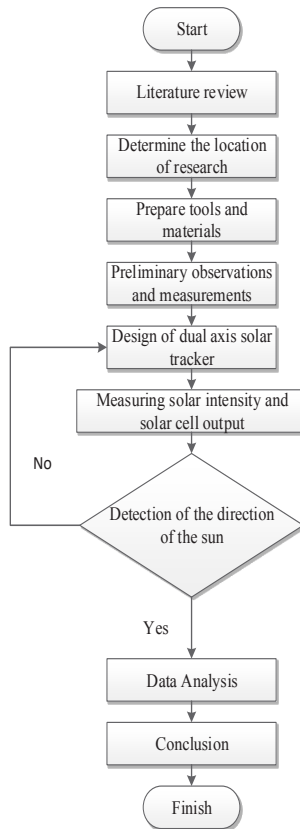 Start
Literature review
Determine the location
of research
Prepare tools and
materials
Preliminary observations
and measurements
Design of dual axis solar
tracker
Measuring solar intensity and
solar cell output
No
Detection of the direction
of the sun
Yes
Data Analysis
Conclusion
Finish